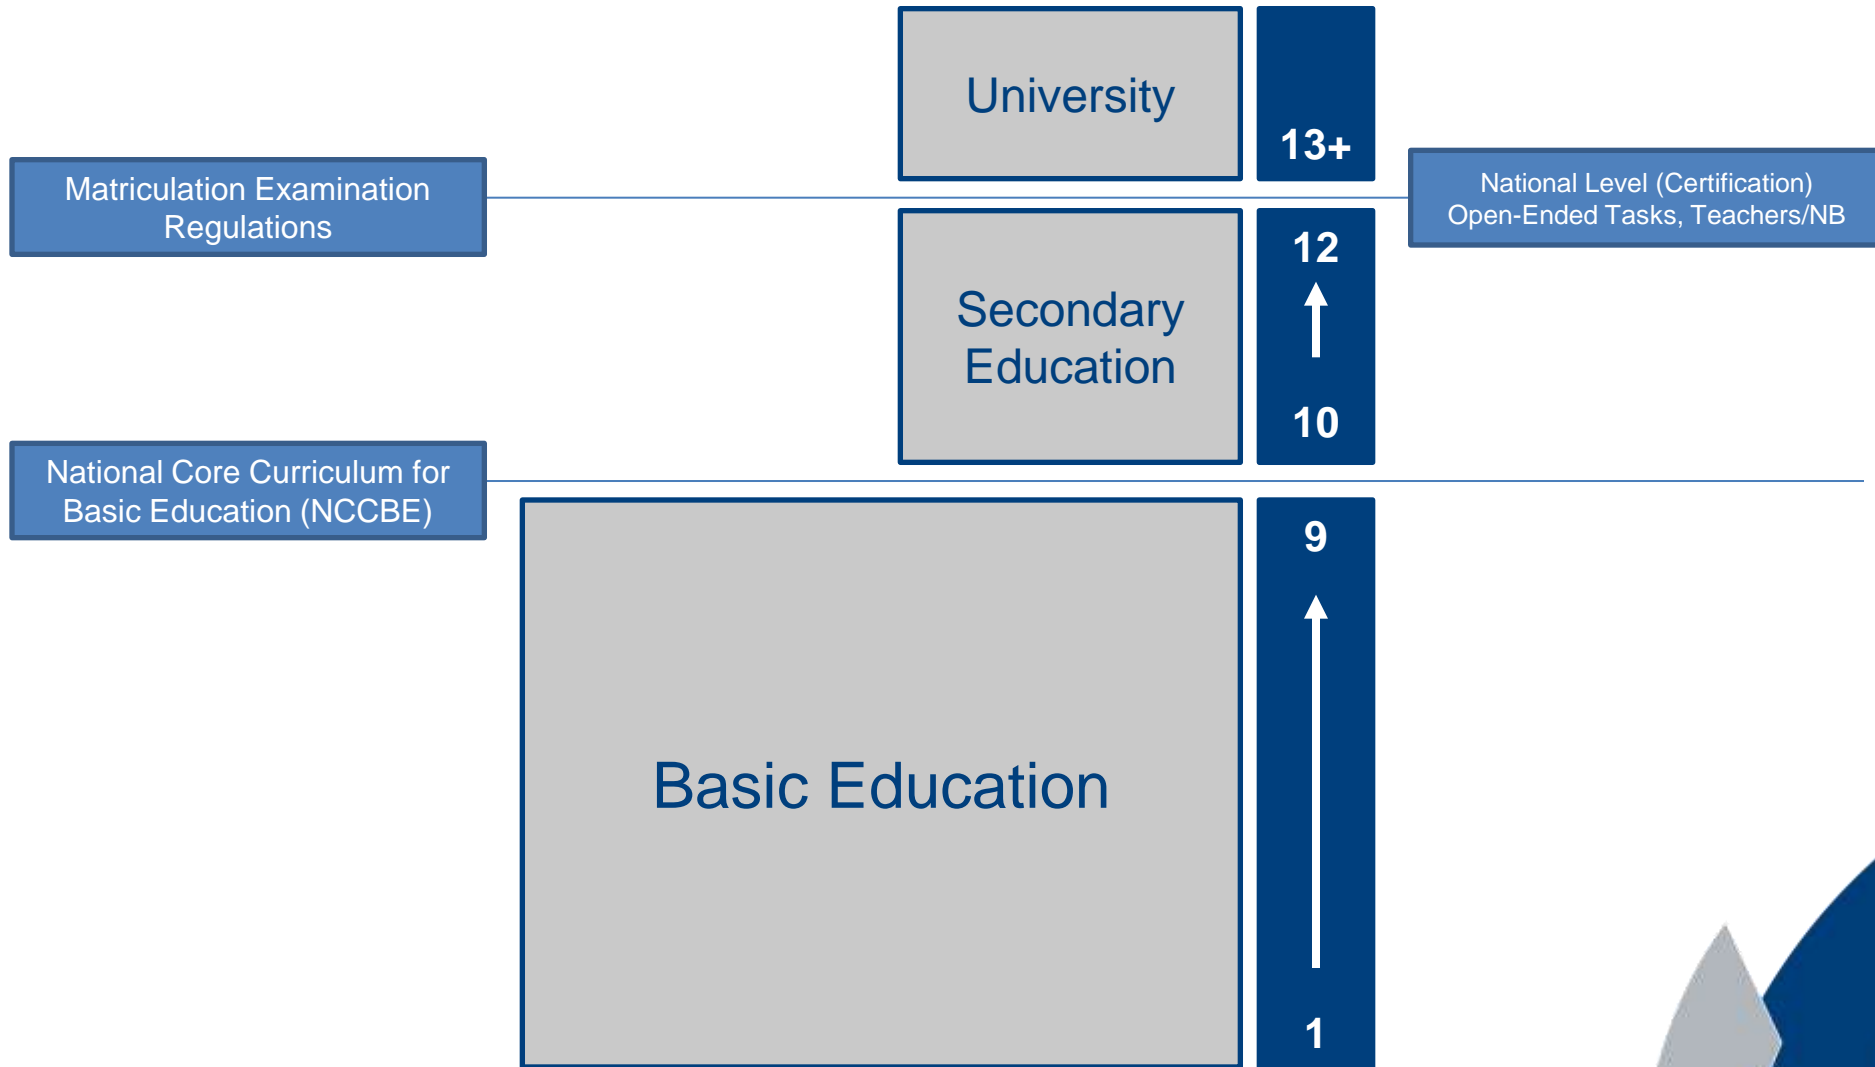 University
13+
Matriculation Examination
Regulations
National Level (Certification)
Open-Ended Tasks, Teachers/NB
12
Secondary
Education
10
National Core Curriculum for
Basic Education (NCCBE)
9
Basic Education
1